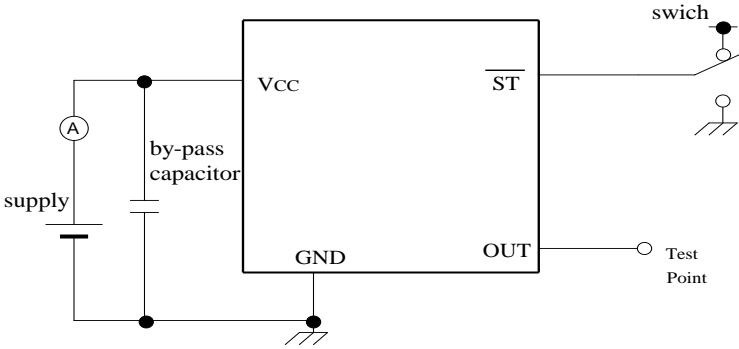 swich
VCC
ST
A
by-pass
capacitor
supply
GND
OUT
Test
Point